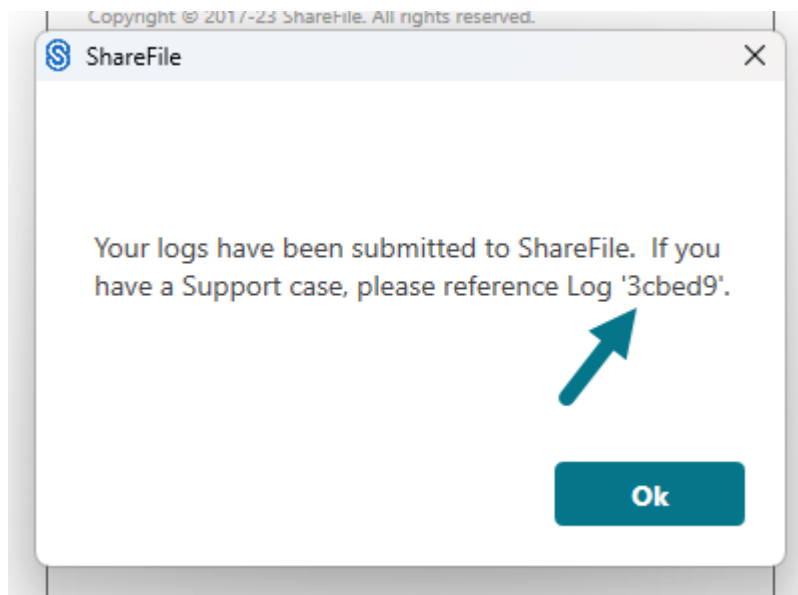 Copyright © 2017-23 ShareFile. All rights reserved.
ShareFile
Your logs have been submitted to ShareFile.  If you
have a Support case, please reference Log '3cbed9'.
Ok